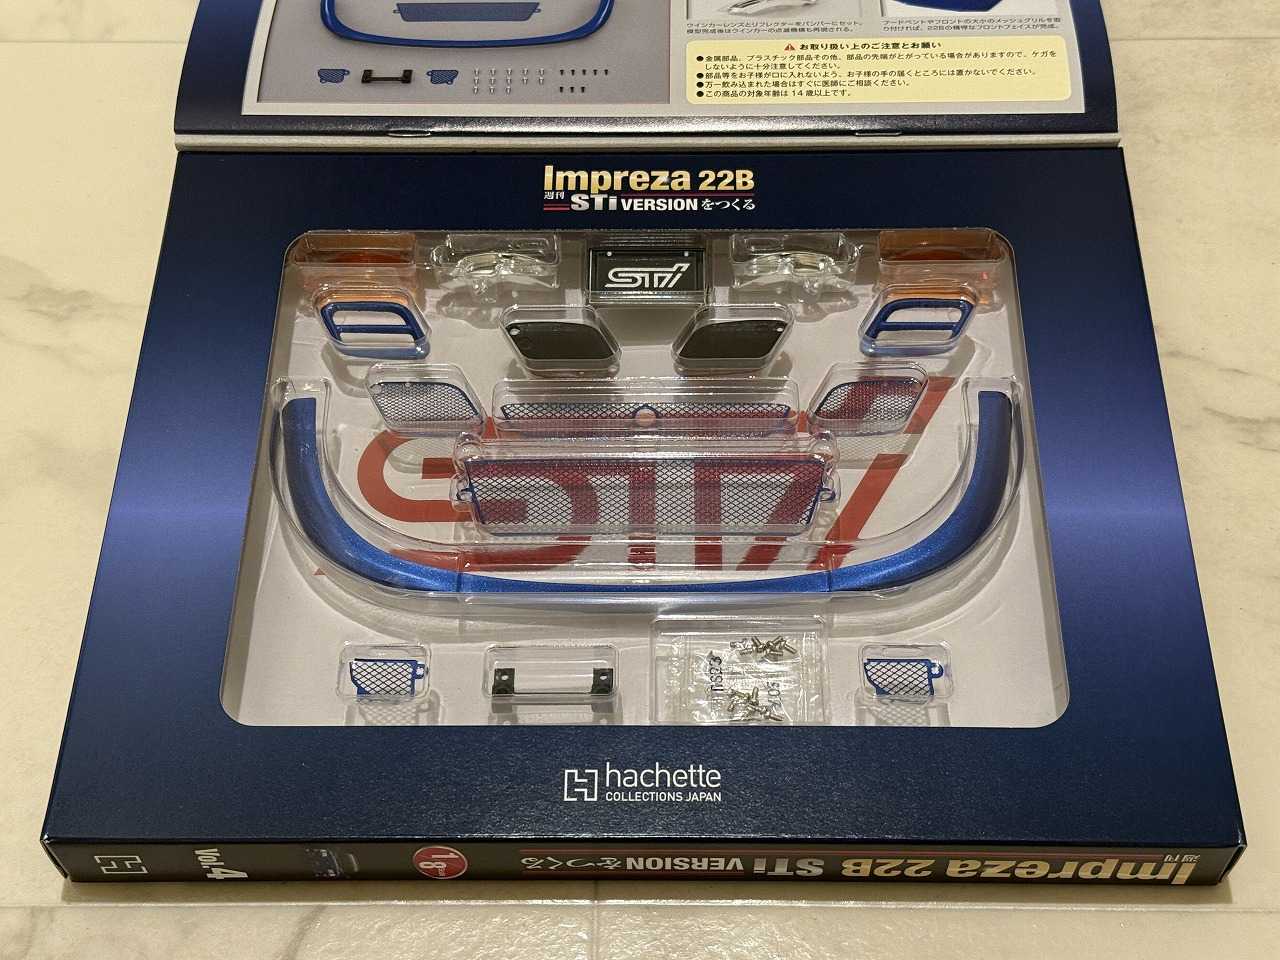 ウインカーレンズとリフレクターをバンパーにセット。
模型完成後はウインカーの点滅機構も再現される。
フードベントやフロントの大小のメッシュグリルを取
り付ければ、22Bの精悍なフロントフェイスが完成。
お取り扱い上のご注意とお願い
●金属部品、プラスチック部品その他、部品の先端がとがっている場合がありますので、ケガを
しないように十分注意してください。
●部品等をお子様が口に入れないよう、お子様の手の届くところには置かないでください。
●万一飲み込まれた場合はすぐに医師にご相談ください。
●この商品の対象年齢は14歳以上です。
Impreza 22B
週刊 STi VERSION をつくる
STi
STi
hachette
COLLECTIONS JAPAN
Vol.4
1/8
週刊 Impreza 22B STi VERSION をつくる